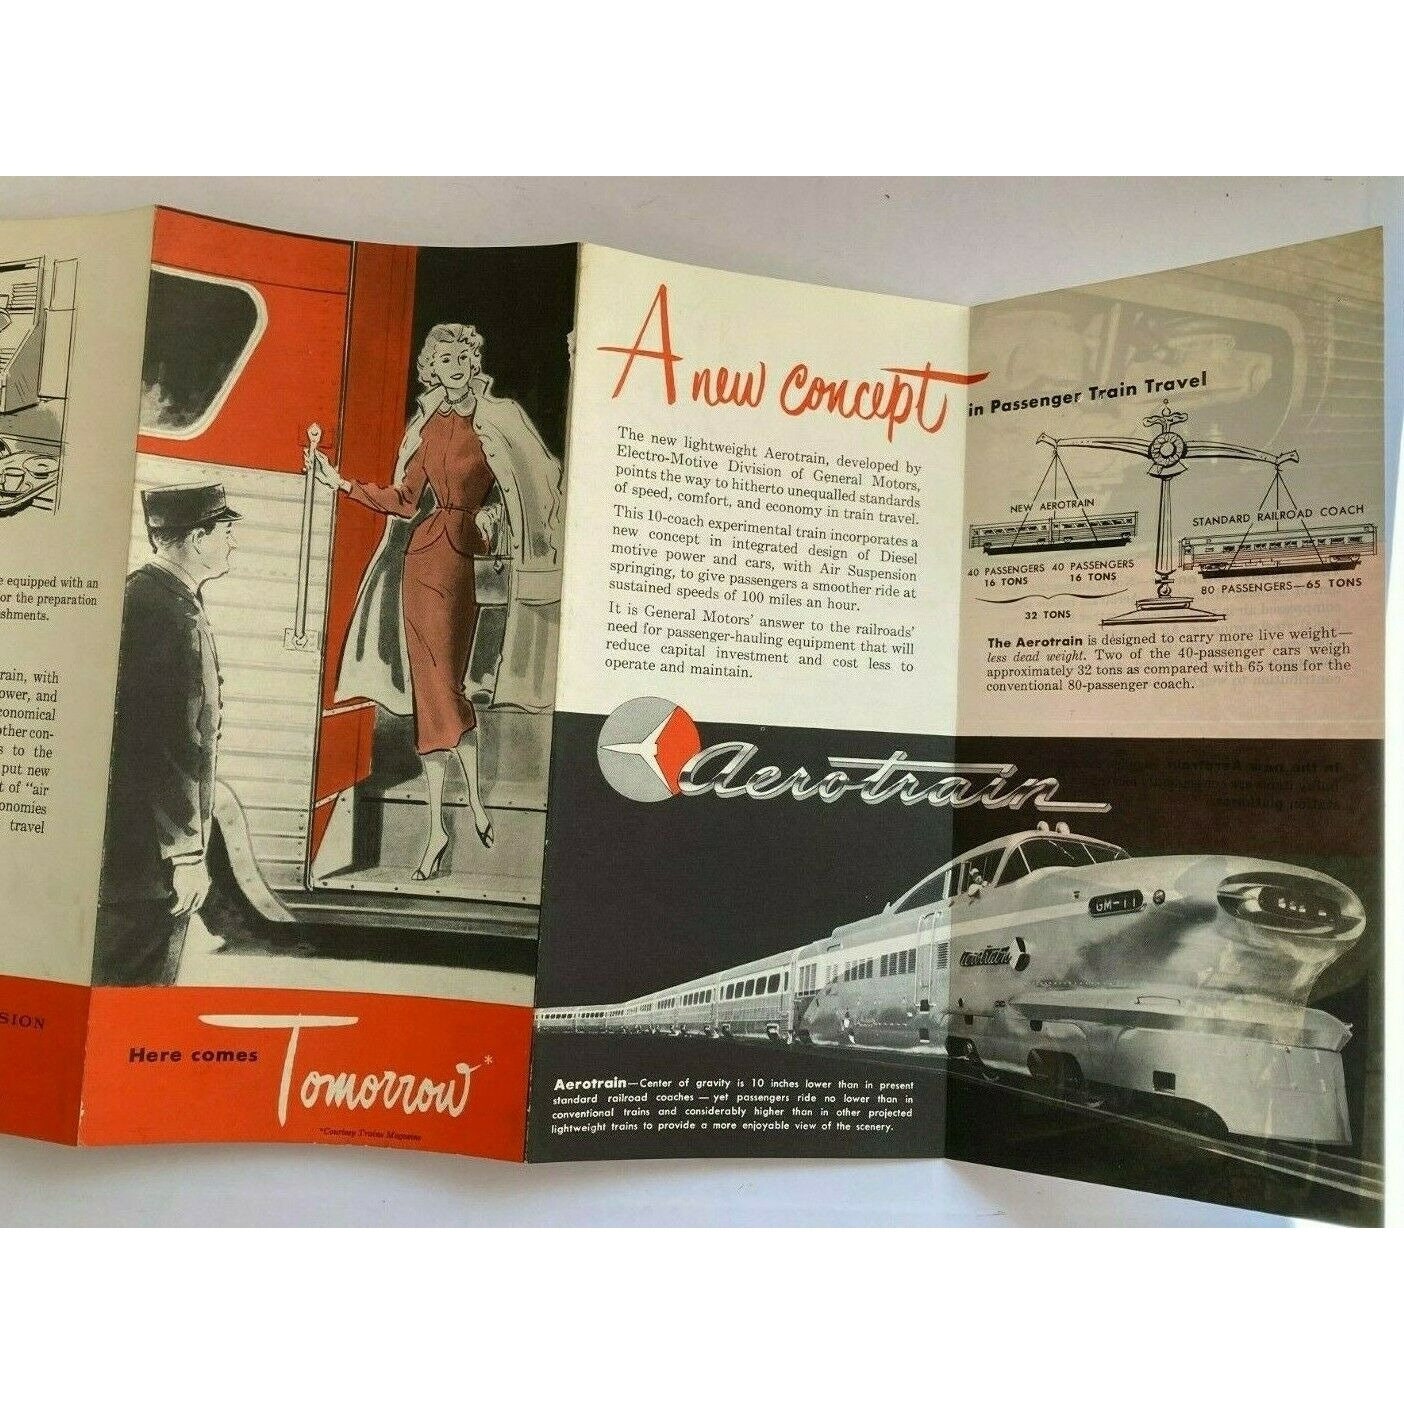 e equipped with an
or the preparation
shments.
rain, with
ower, and
conomical
other con-
s to the
put new
t of "air
onomies
travel
SION
Here comes
Tomorrow*
*Courtesy Trains Magazine
A new concept
in Passenger Train Travel
The new lightweight Aerotrain, developed by
Electro-Motive Division of General Motors,
points the way to hitherto unequalled standards
of speed, comfort, and economy in train travel.
This 10-coach experimental train incorporates a
new concept in integrated design of Diesel
motive power and cars, with Air Suspension
springing, to give passengers a smoother ride at
sustained speeds of 100 miles an hour.
It is General Motors' answer to the railroads'
need for passenger-hauling equipment that will
reduce capital investment and cost less to
operate and maintain.
NEW AEROTRAIN
STANDARD RAILROAD COACH
40 PASSENGERS 40 PASSENGERS
16 TONS 16 TONS
80 PASSENGERS—65 TONS
32 TONS
The Aerotrain is designed to carry more live weight—
less dead weight. Two of the 40-passenger cars weigh
approximately 32 tons as compared with 65 tons for the
conventional 80-passenger coach.
Aerotrain
GM-11
Aerotrain
Aerotrain—Center of gravity is 10 inches lower than in present
standard railroad coaches — yet passengers ride no lower than in
conventional trains and considerably higher than in other projected
lightweight trains to provide a more enjoyable view of the scenery.